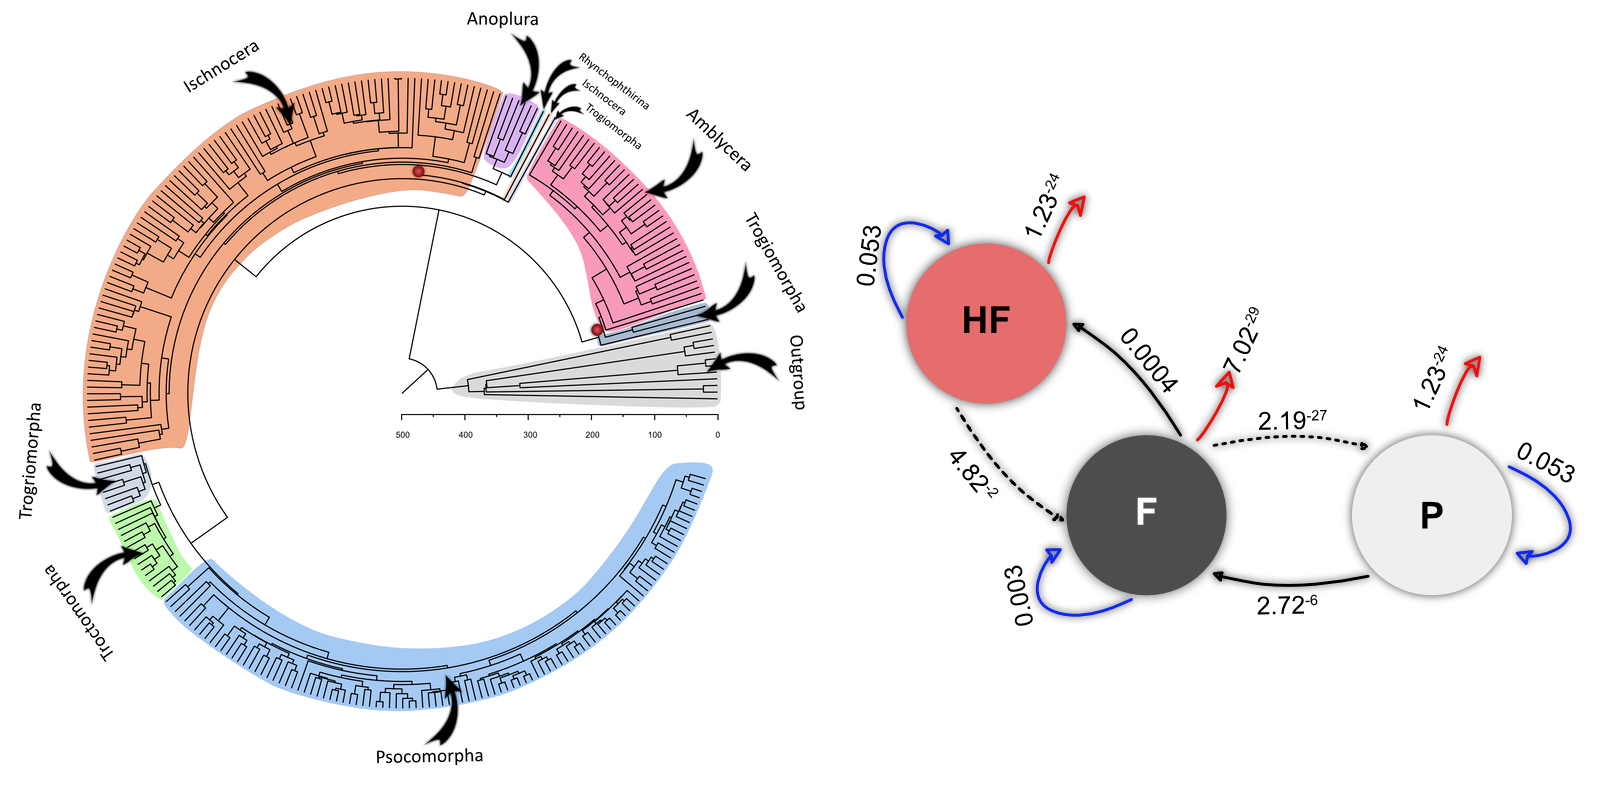 Anoplura
Ischnocera
Rhynchophthirina
Ischnocera
Trogiomorpha
Amblycera
Trogiomorpha
Outgroup
500 400 300 200 100 0
Trogriomorpha
Troctomorpha
Psocomorpha
1.23-24
0.053
HF
0.0004
7.02-29
1.23-24
2.19-27
4.82-2
0.053
F
P
0.003
2.72-6